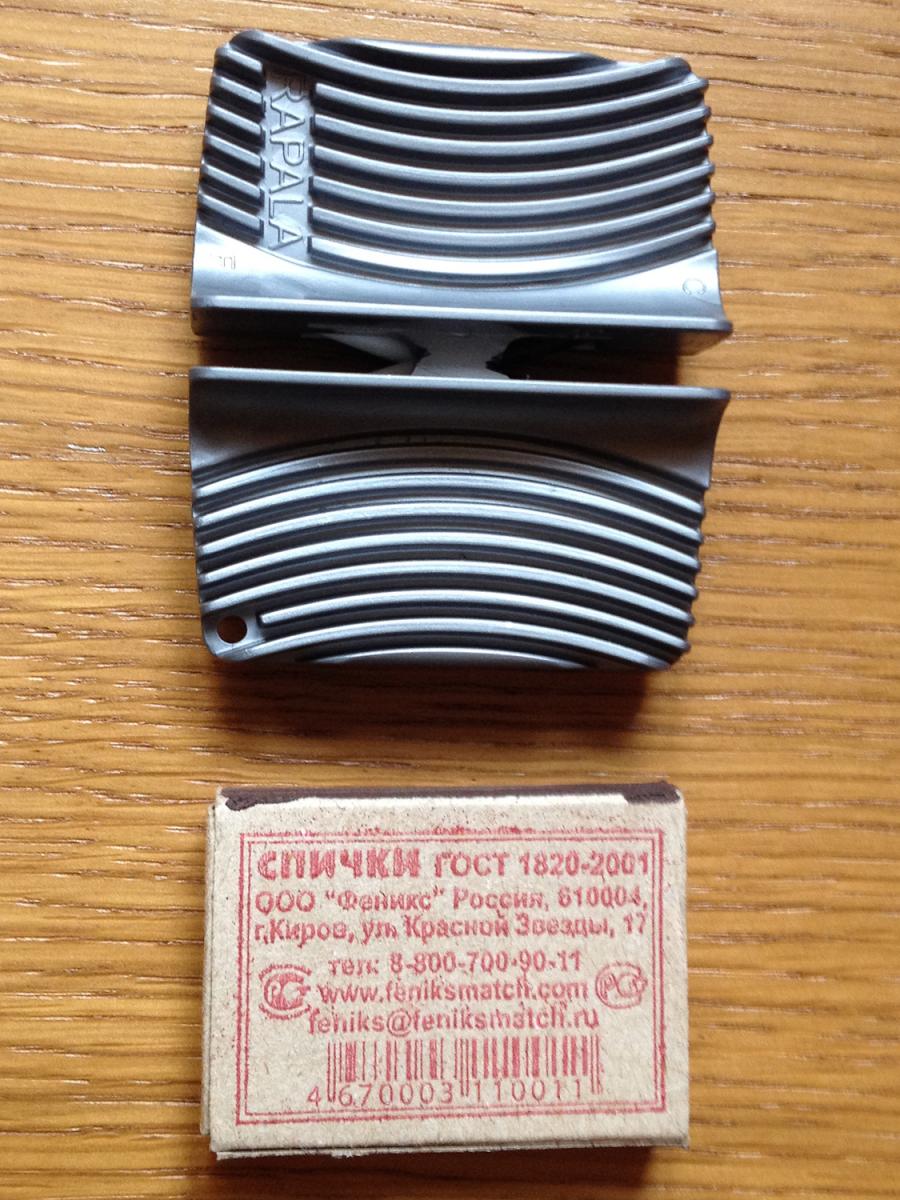 RAPALA
СПИЧКИ ГОСТ 1820-2001
ООО "Феникс" Россия, 610004,
г.Киров, ул. Красной Звезды, 17
тел: 8-800-700-90-11
www.feniksmatch.com
feniks@feniksmatch.ru
4 670003 110011